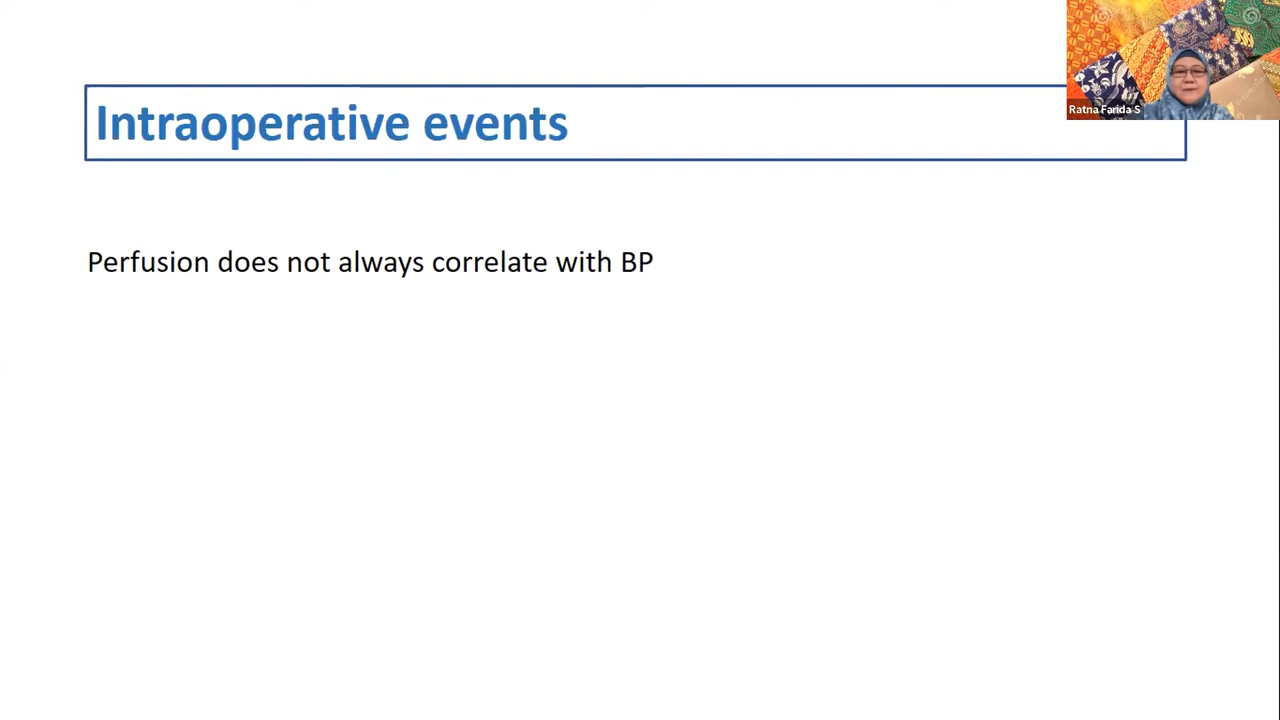 Intraoperative events
Ratna Farida S
Perfusion does not always correlate with BP